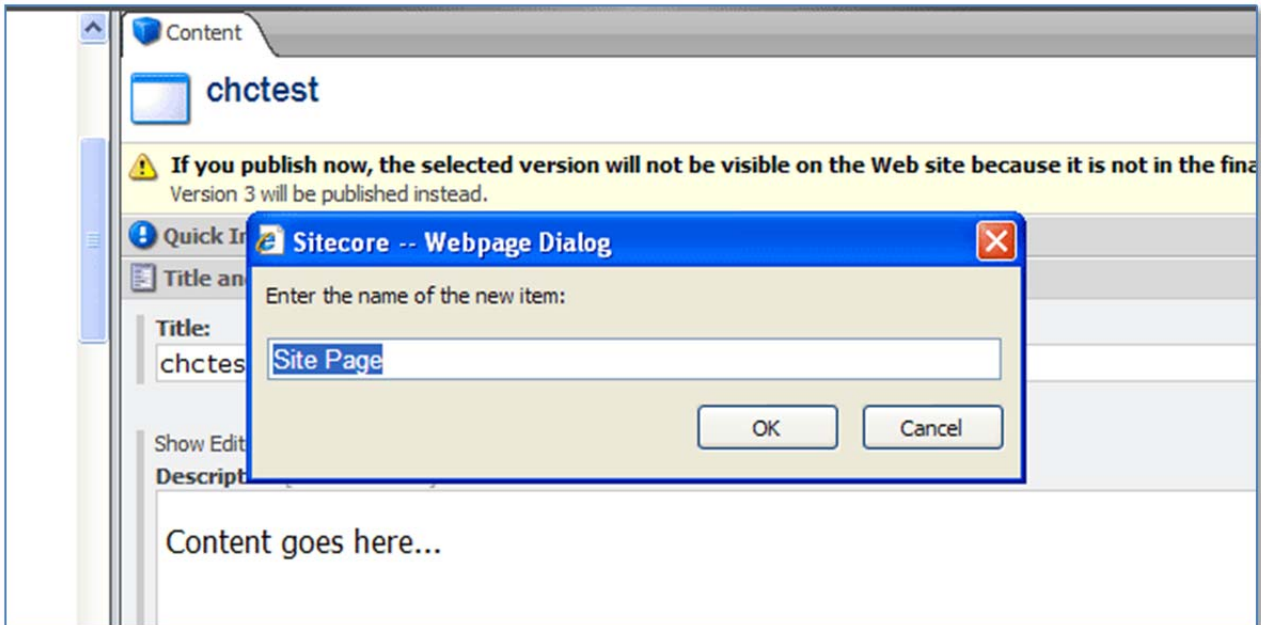 Content
chctest
If you publish now, the selected version will not be visible on the Web site because it is not in the fina
Version 3 will be published instead.
Quick In
Sitecore -- Webpage Dialog
Title an
Enter the name of the new item:
Title:
chctes
Site Page
OK Cancel
Show Edit
Descript
Content goes here...